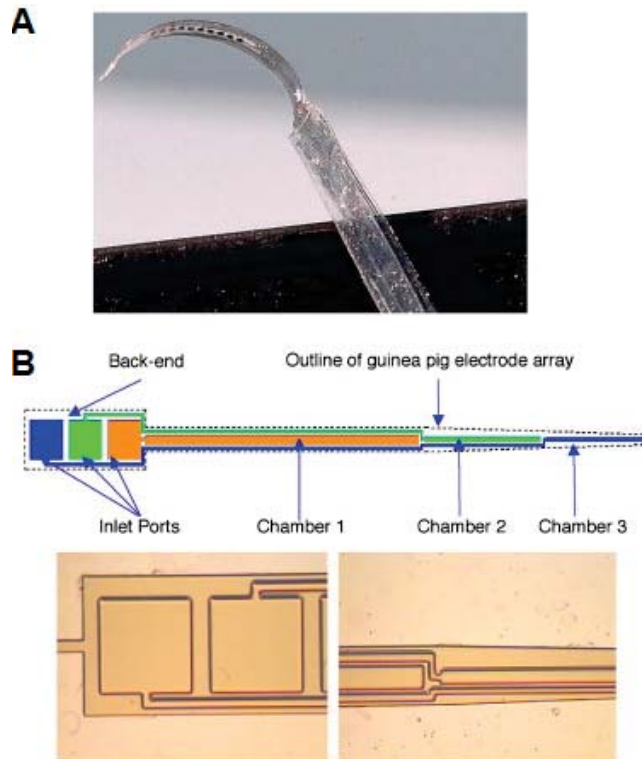 A
B
Back-end
Outline of guinea pig electrode array
Inlet Ports
Chamber 1
Chamber 2
Chamber 3